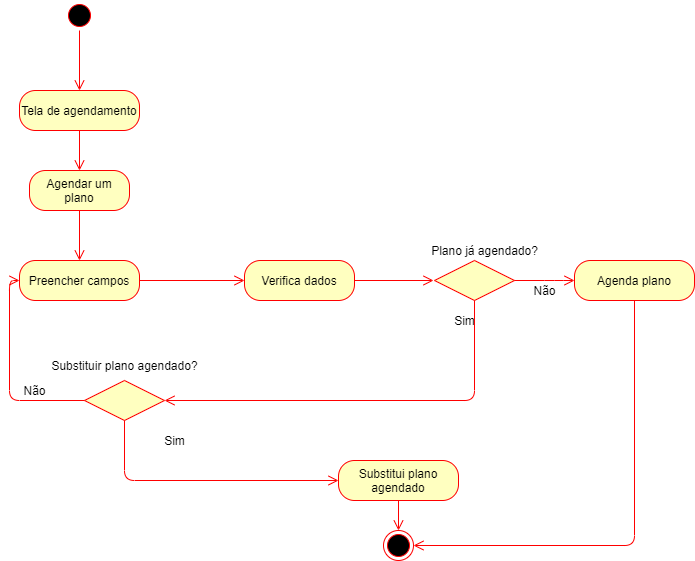 Tela de agendamento
Agendar um
plano
Plano já agendado?
Preencher campos
Verifica dados
Não
Agenda plano
Sim
Substituir plano agendado?
Não
Sim
Substitui plano
agendado